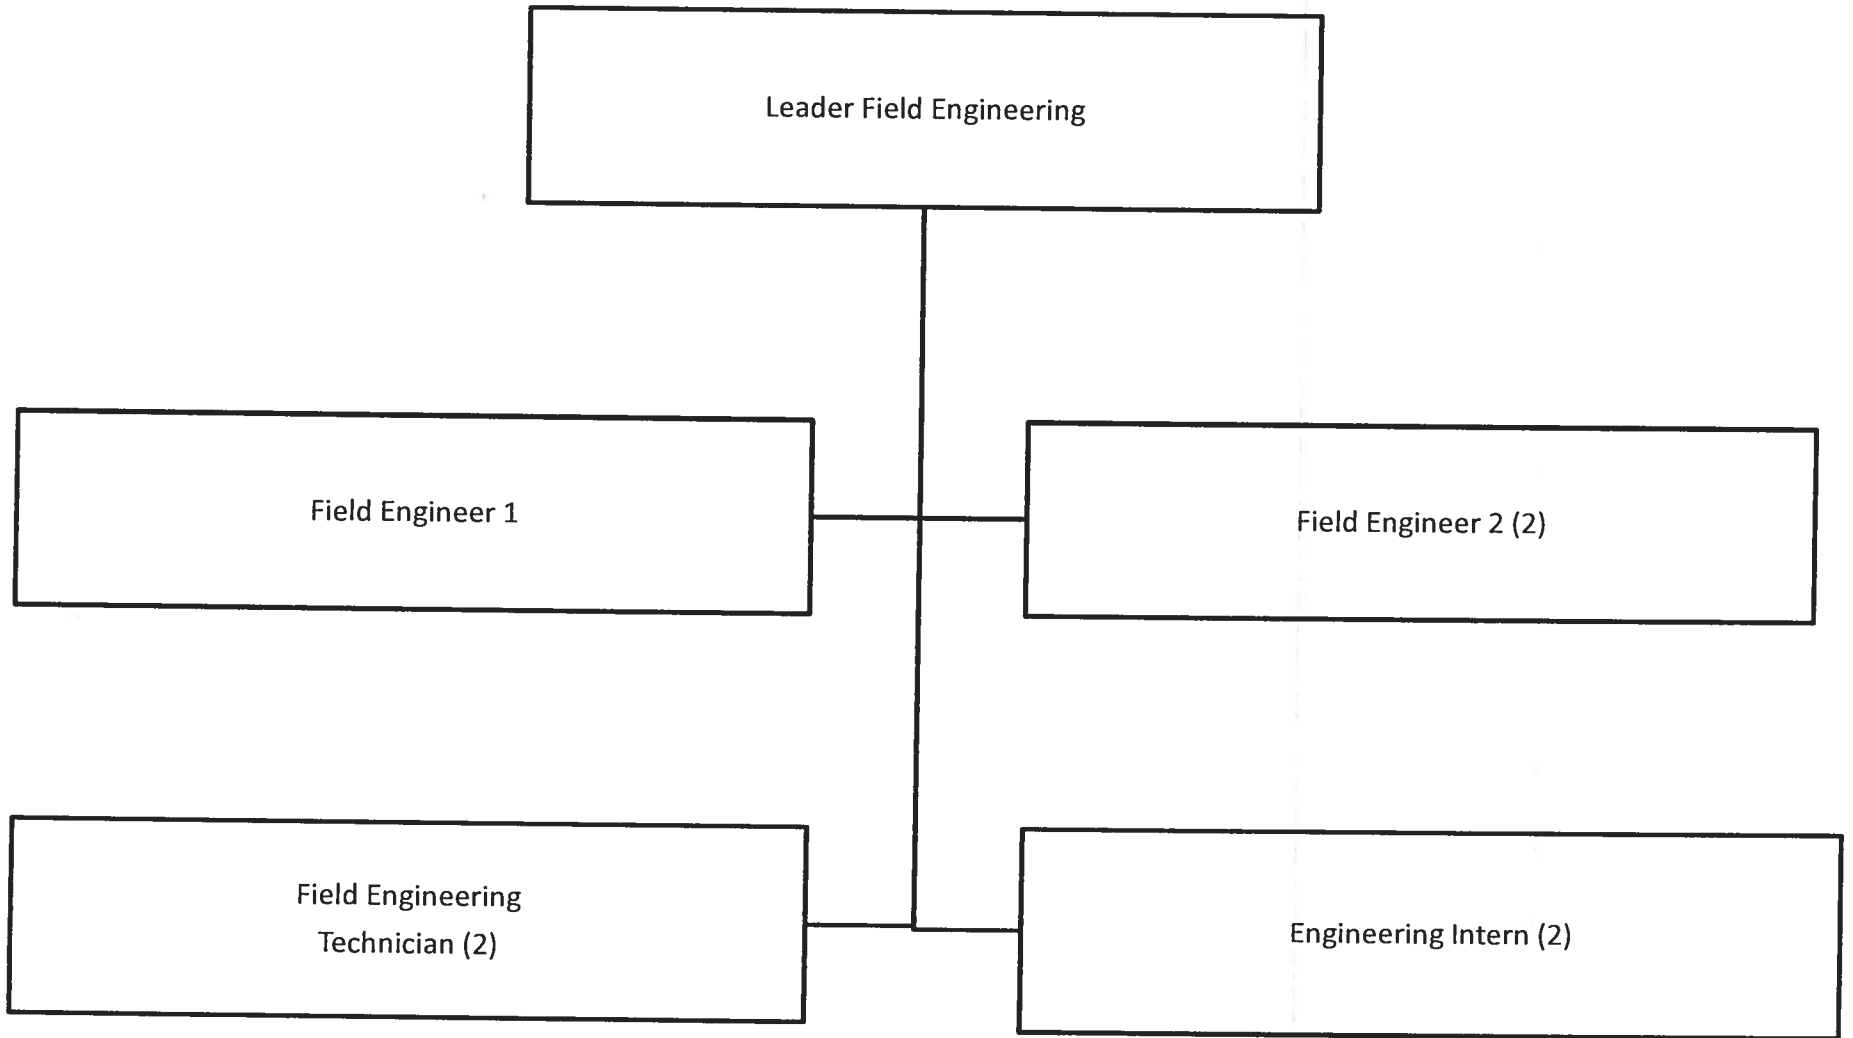 Leader Field Engineering
Field Engineer 1
Field Engineer 2 (2)
Field Engineering
Technician (2)
Engineering Intern (2)